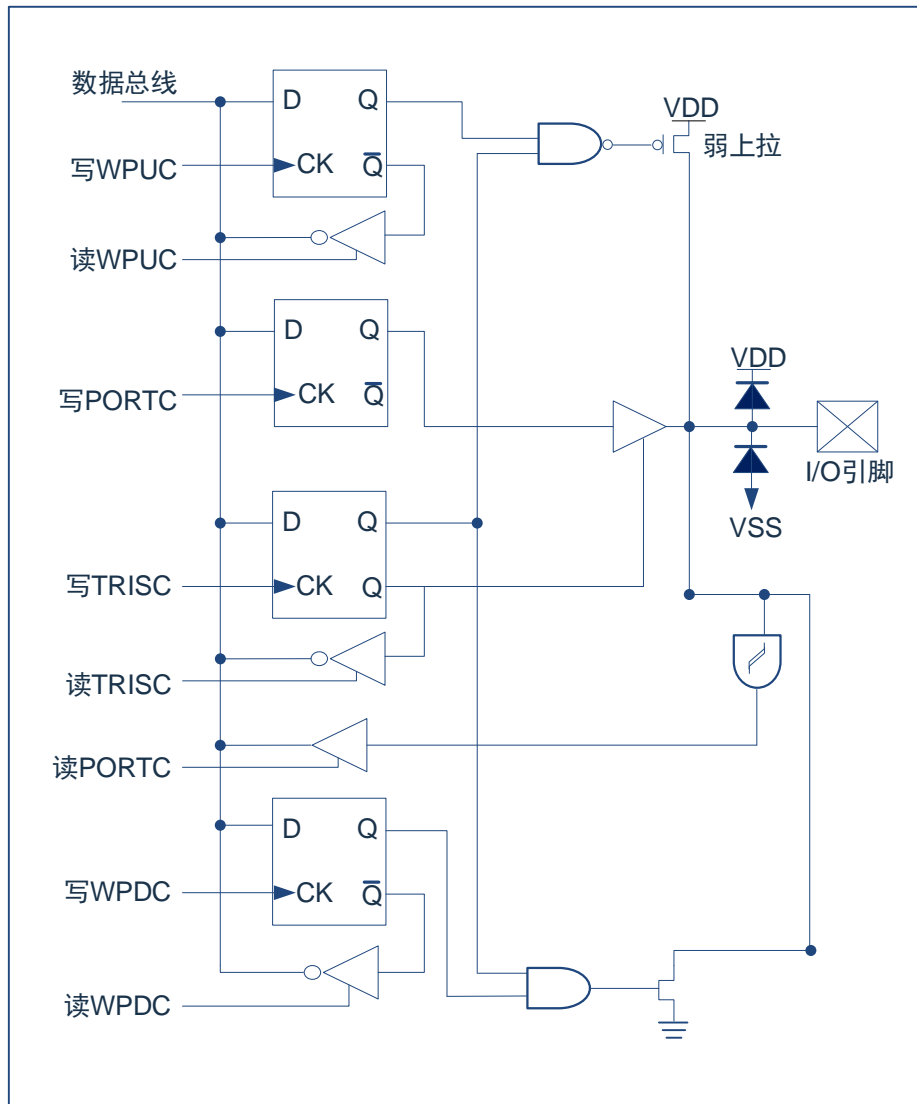 数据总线
D Q
VDD
弱上拉
写WPUC
CK Q̅
读WPUC
D Q
写PORTC
CK Q̅
VDD
I/O引脚
VSS
D Q
写TRISC
CK Q
读TRISC
读PORTC
D Q
写WPDC
CK Q̅
读WPDC